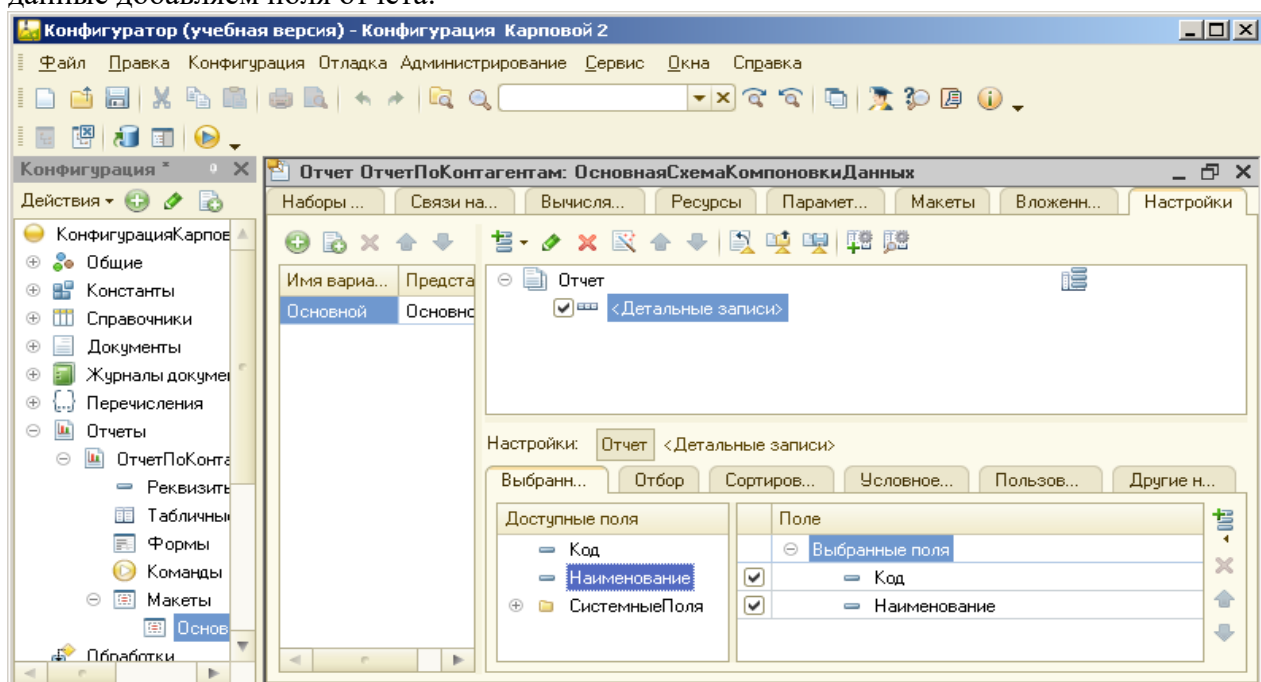 данные добавляем поля отчета.
Конфигуратор (учебная версия) - Конфигурация Карповой 2
Файл Правка Конфигурация Отладка Администрирование Сервис Окна Справка
Конфигурация *
Отчет ОтчетПоКонтагентам: ОсновнаяСхемаКомпоновкиДанных
Действия
Наборы ... Связи на... Вычисля... Ресурсы Парамет... Макеты Вложенн... Настройки
КонфигурацияКарпов
Общие
Константы
Справочники
Документы
Журналы докумен
Перечисления
Отчеты
ОтчетПоКонта
Реквизить
Табличны
Формы
Команды
Макеты
Основ
Обработки
Имя вариа... Предста
Основной Основно
Отчет
<Детальные записи>
Настройки: Отчет <Детальные записи>
Выбранн... Отбор Сортиров... Условное... Пользов... Другие н...
Доступные поля
Код
Наименование
СистемныеПоля
Поле
Выбранные поля
Код
Наименование